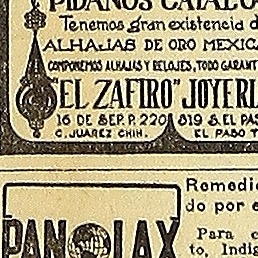 PIDANOS CATALO
Tenemos gran existencia d
ALHAJAS DE ORO MEXICA
COMPONEMOS ALHAJAS Y RELOJES, TODO GARANT
"EL ZAFIRO" JOYERI
16 DE SEP. P. 220 819 S. EL PAS
C. JUAREZ CHIH. EL PASO T
Remedi
do por e
PAN LAX
Para e
to, Indig